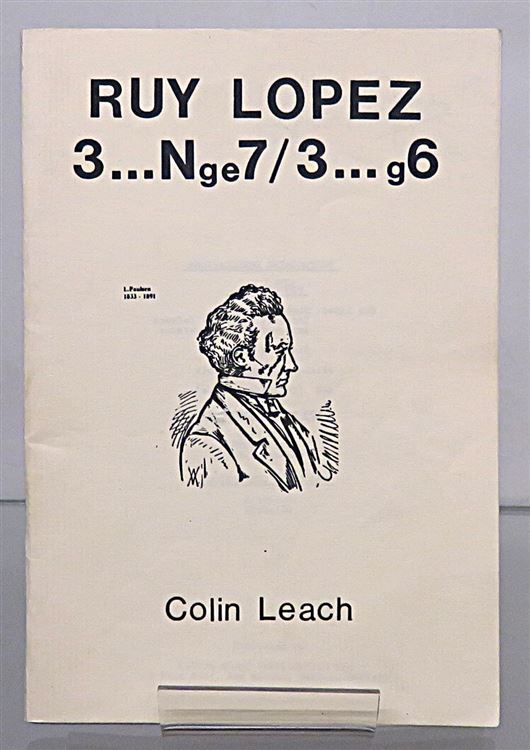 RUY LOPEZ
3...Nge7/3...g6
L.Paulsen
1833 - 1891
Colin Leach